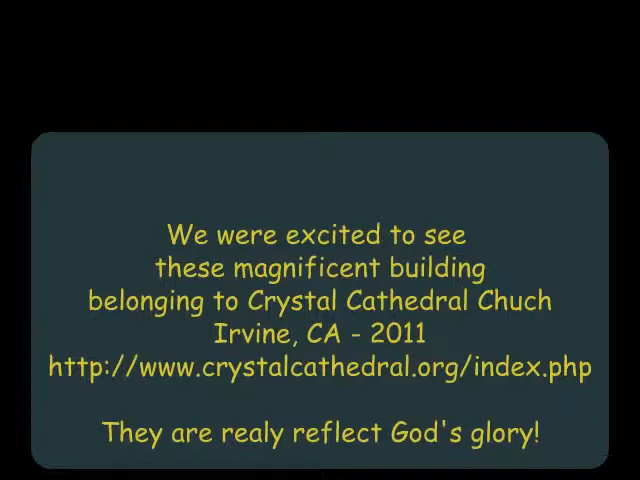 We were excited to see
these magnificent building
belonging to Crystal Cathedral Chuch
Irvine, CA - 2011
http://www.crystalcathedral.org/index.php
They are realy reflect God's glory!